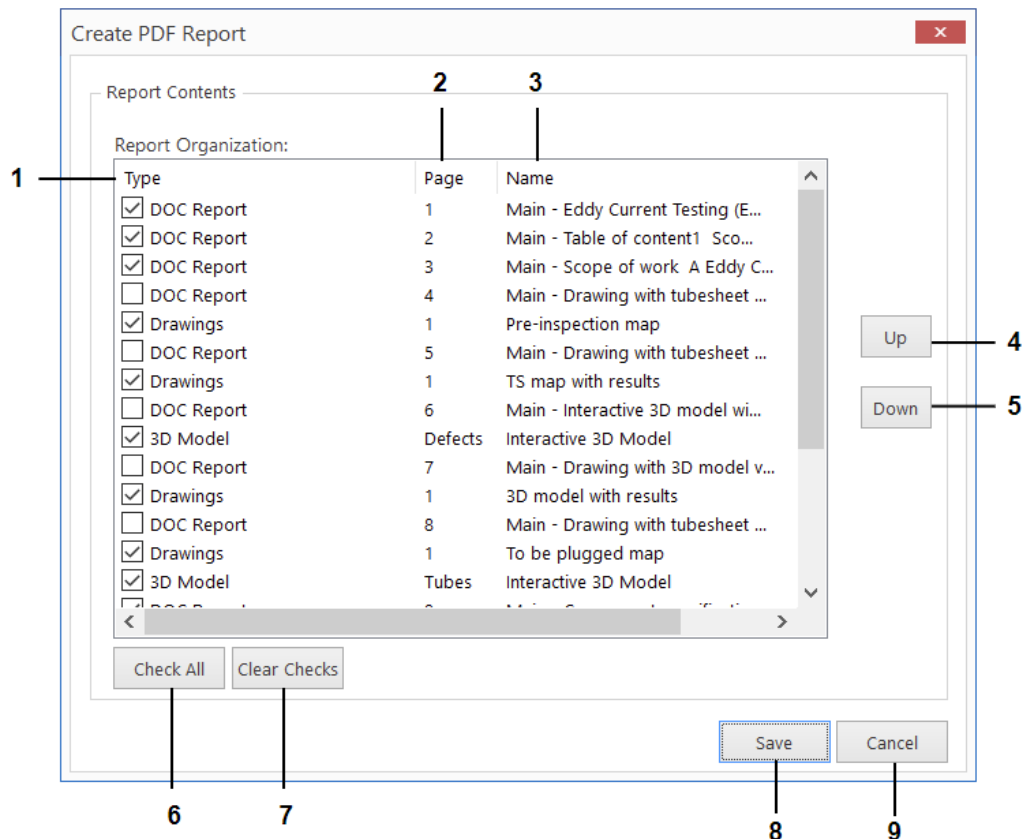 Create PDF Report
Report Contents
2 3
Report Organization:
1 Type Page Name
DOC Report 1 Main - Eddy Current Testing (E...
DOC Report 2 Main - Table of content1 Sco...
DOC Report 3 Main - Scope of work A Eddy C...
DOC Report 4 Main - Drawing with tubesheet ...
Drawings 1 Pre-inspection map
Up 4
DOC Report 5 Main - Drawing with tubesheet ...
Drawings 1 TS map with results
DOC Report 6 Main - Interactive 3D model wi...
Down 5
3D Model Defects Interactive 3D Model
DOC Report 7 Main - Drawing with 3D model v...
Drawings 1 3D model with results
DOC Report 8 Main - Drawing with tubesheet ...
Drawings 1 To be plugged map
3D Model Tubes Interactive 3D Model
Check All Clear Checks
Save Cancel
6 7
8 9